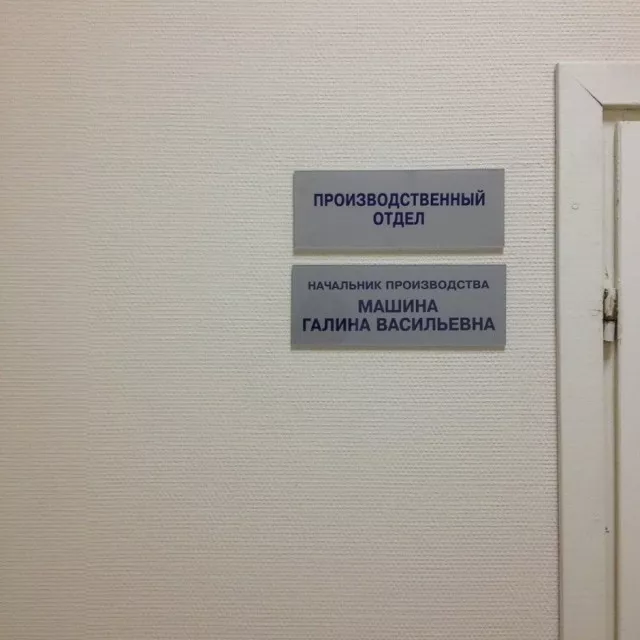 ПРОИЗВОДСТВЕННЫЙ
ОТДЕЛ
НАЧАЛЬНИК ПРОИЗВОДСТВА
МАШИНА
ГАЛИНА ВАСИЛЬЕВНА